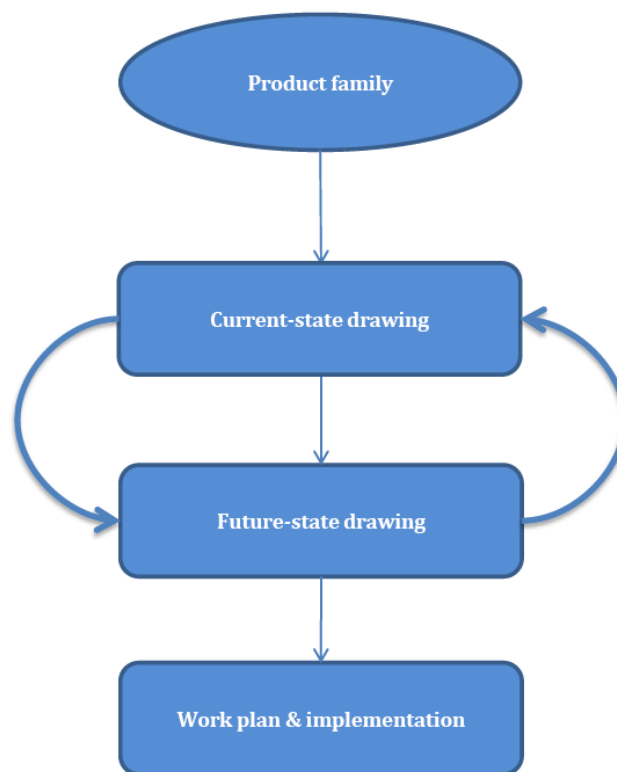 Product family
Current-state drawing
Future-state drawing
Work plan & implementation